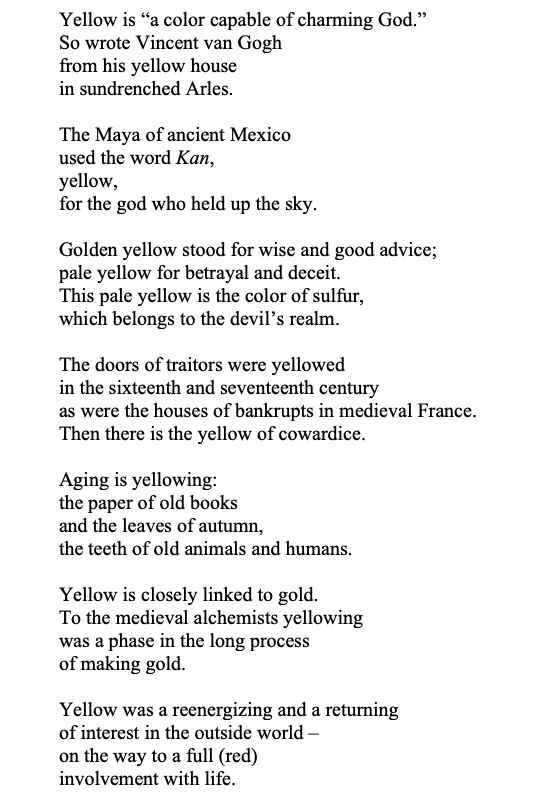 Yellow is “a color capable of charming God.”
So wrote Vincent van Gogh
from his yellow house
in sundrenched Arles.

The Maya of ancient Mexico
used the word Kan,
yellow,
for the god who held up the sky.

Golden yellow stood for wise and good advice;
pale yellow for betrayal and deceit.
This pale yellow is the color of sulfur,
which belongs to the devil’s realm.

The doors of traitors were yellowed
in the sixteenth and seventeenth century
as were the houses of bankrupts in medieval France.
Then there is the yellow of cowardice.

Aging is yellowing:
the paper of old books
and the leaves of autumn,
the teeth of old animals and humans.

Yellow is closely linked to gold.
To the medieval alchemists yellowing
was a phase in the long process
of making gold.

Yellow was a reenergizing and a returning
of interest in the outside world –
on the way to a full (red)
involvement with life.